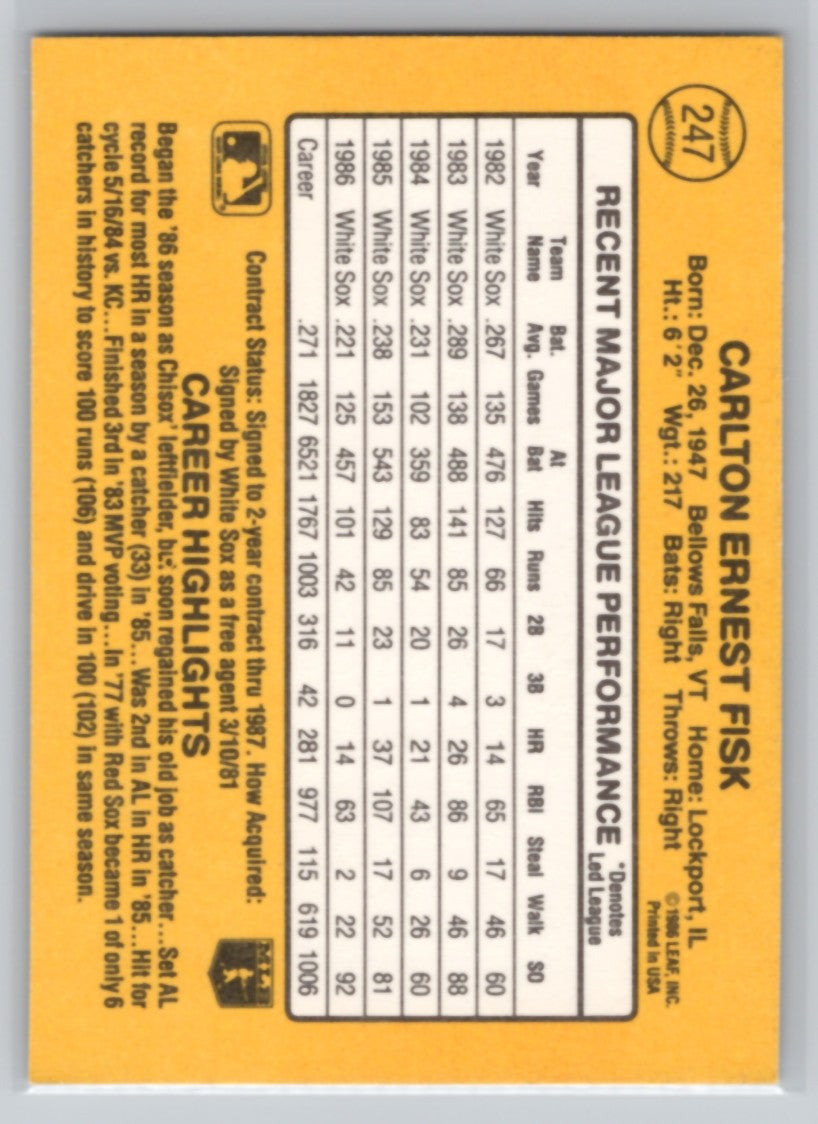 247
CARLTON ERNEST FISK
Born: Dec. 26, 1947 Bellows Falls, VT Home: Lockport, IL
Ht.: 6'2" Wgt.: 217 Bats: Right Throws: Right
©1986 LEAF, INC.
Printed in USA
RECENT MAJOR LEAGUE PERFORMANCE
*Denotes
Led League
Year Team Name Bat. Avg. Games At Bat Hits Runs 2B 3B HR RBI Steal Walk SO
1982 White Sox .267 135 476 127 66 17 3 14 65 17 46 60
1983 White Sox .289 138 488 141 85 26 4 26 86 9 46 88
1984 White Sox .231 102 359 83 54 20 1 21 43 6 26 60
1985 White Sox .238 153 543 129 85 23 1 37 107 17 52 81
1986 White Sox .221 125 457 101 42 11 0 14 63 2 22 92
Career .271 1827 6521 1767 1003 316 42 281 977 115 619 1006
Contract Status: Signed to 2-year contract thru 1987. How Acquired:
Signed by White Sox as a free agent 3/10/81
MLB
CAREER HIGHLIGHTS
Began the '86 season as Chisox' leftfielder, but soon regained his old job as catcher...Set AL
record for most HR in a season by a catcher (33) in '85...Was 2nd in AL in HR in '85...Hit for
cycle 5/16/84 vs. KC...Finished 3rd in '83 MVP voting...In '77 with Red Sox became 1 of only 6
catchers in history to score 100 runs (106) and drive in 100 (102) in same season.